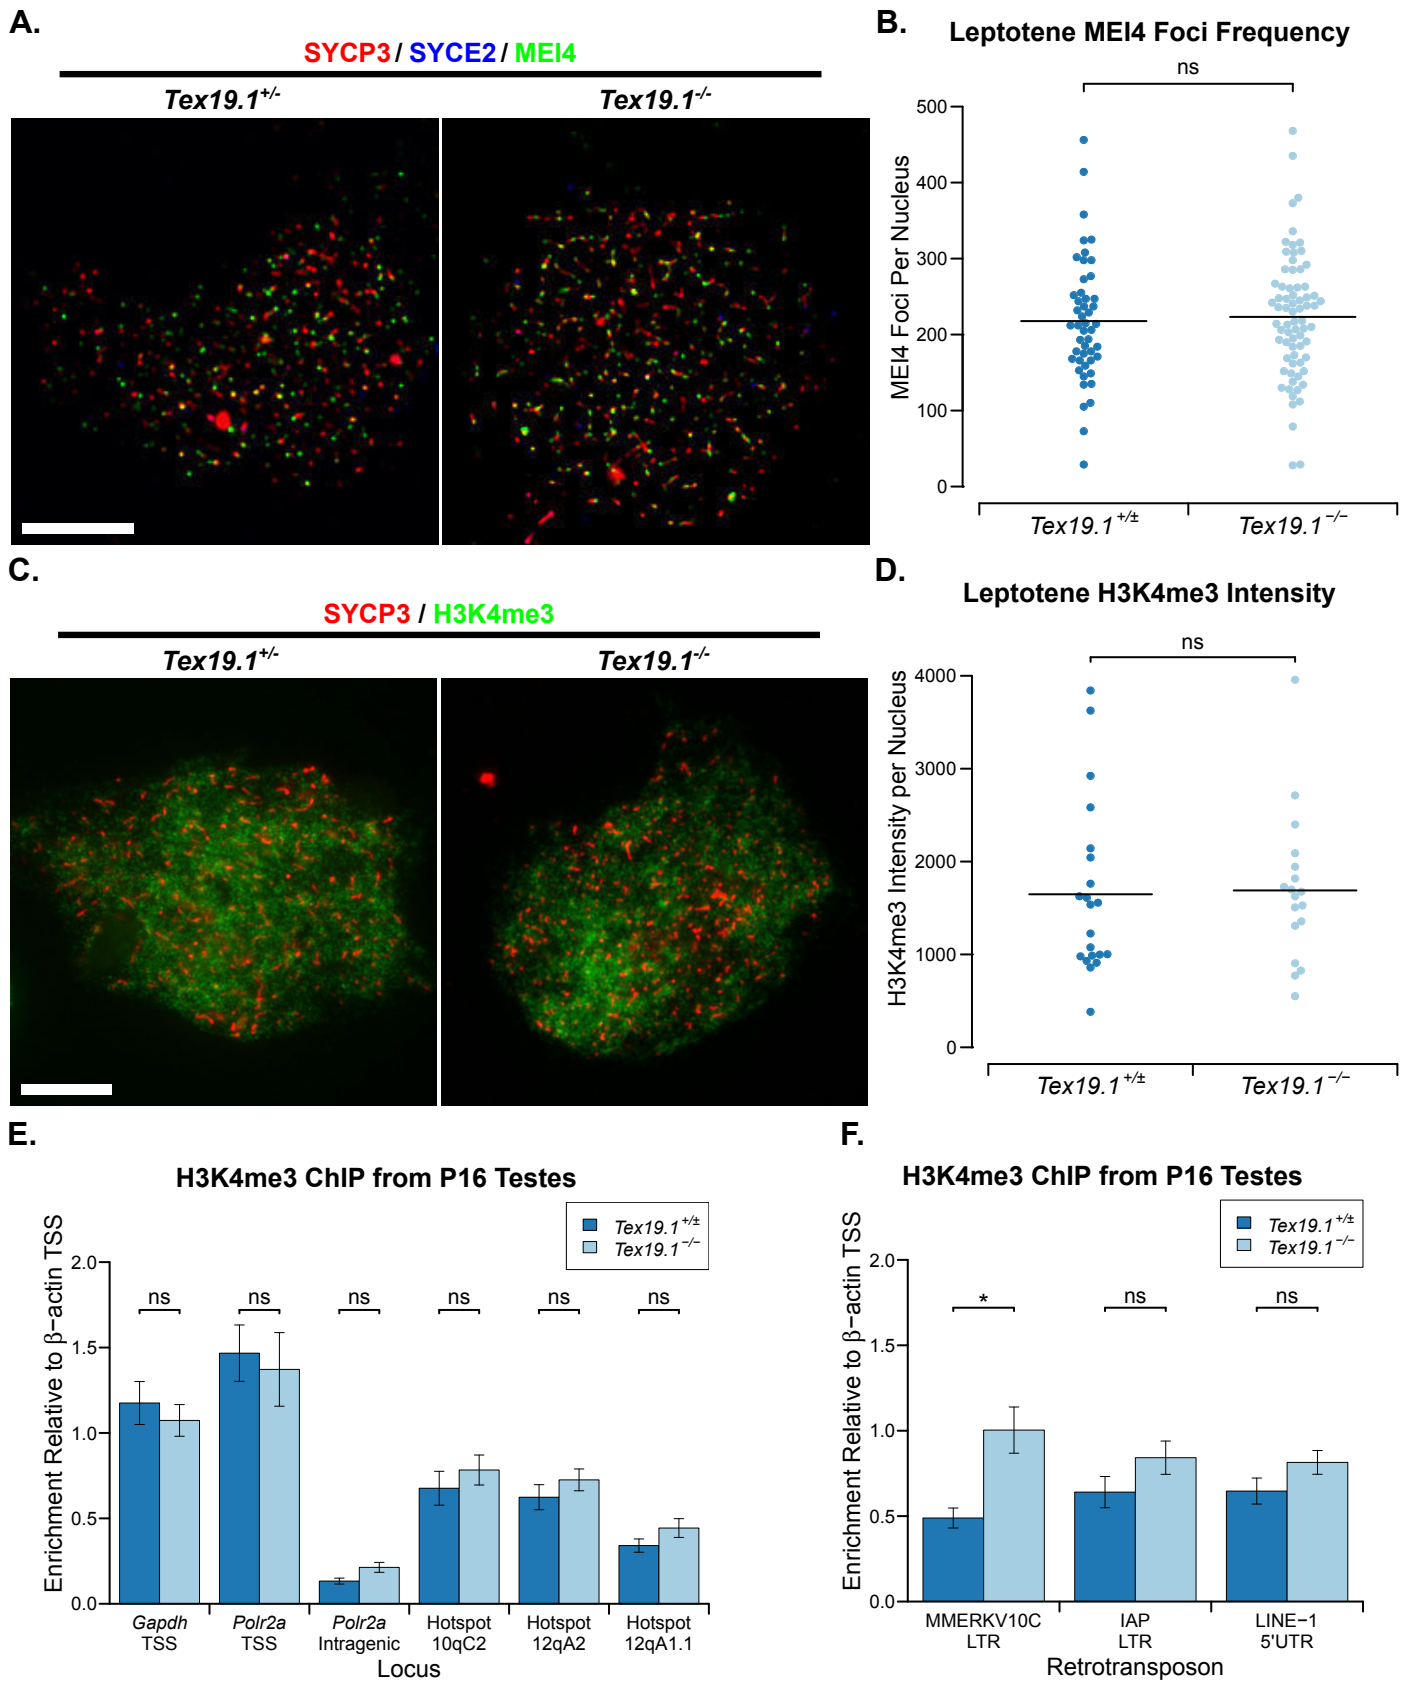 A.
SYCP3 / SYCE2 / MEI4
Tex19.1+/-
Tex19.1-/-
B.
Leptotene MEI4 Foci Frequency
ns
MEI4 Foci Per Nucleus
500
400
300
200
100
0
Tex19.1+/±
Tex19.1−/−
C.
SYCP3 / H3K4me3
Tex19.1+/-
Tex19.1-/-
D.
Leptotene H3K4me3 Intensity
ns
H3K4me3 Intensity per Nucleus
4000
3000
2000
1000
0
Tex19.1+/±
Tex19.1−/−
E.
H3K4me3 ChIP from P16 Testes
Tex19.1+/±
Tex19.1−/−
Enrichment Relative to β−actin TSS
2.0
1.5
1.0
0.5
0.0
ns
ns
ns
ns
ns
ns
Gapdh
TSS
Polr2a
TSS
Polr2a
Intragenic
Hotspot
10qC2
Hotspot
12qA2
Hotspot
12qA1.1
Locus
F.
H3K4me3 ChIP from P16 Testes
Tex19.1+/±
Tex19.1−/−
Enrichment Relative to β−actin TSS
2.0
1.5
1.0
0.5
0.0
*
ns
ns
MMERKV10C
LTR
IAP
LTR
LINE−1
5'UTR
Retrotransposon